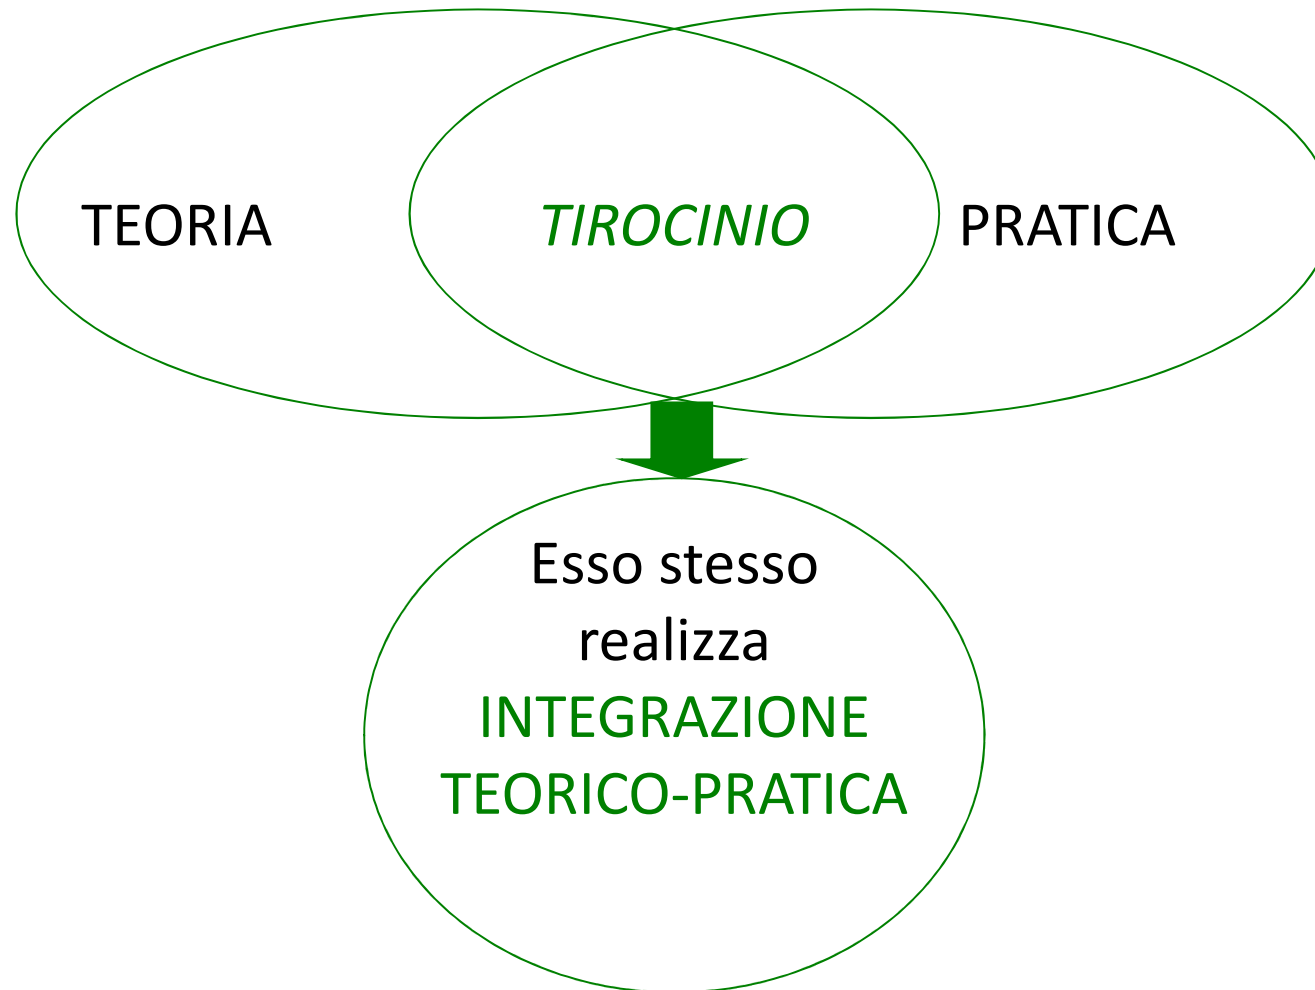 TEORIA TIROCINIO PRATICA
Esso stesso
realizza
INTEGRAZIONE
TEORICO-PRATICA